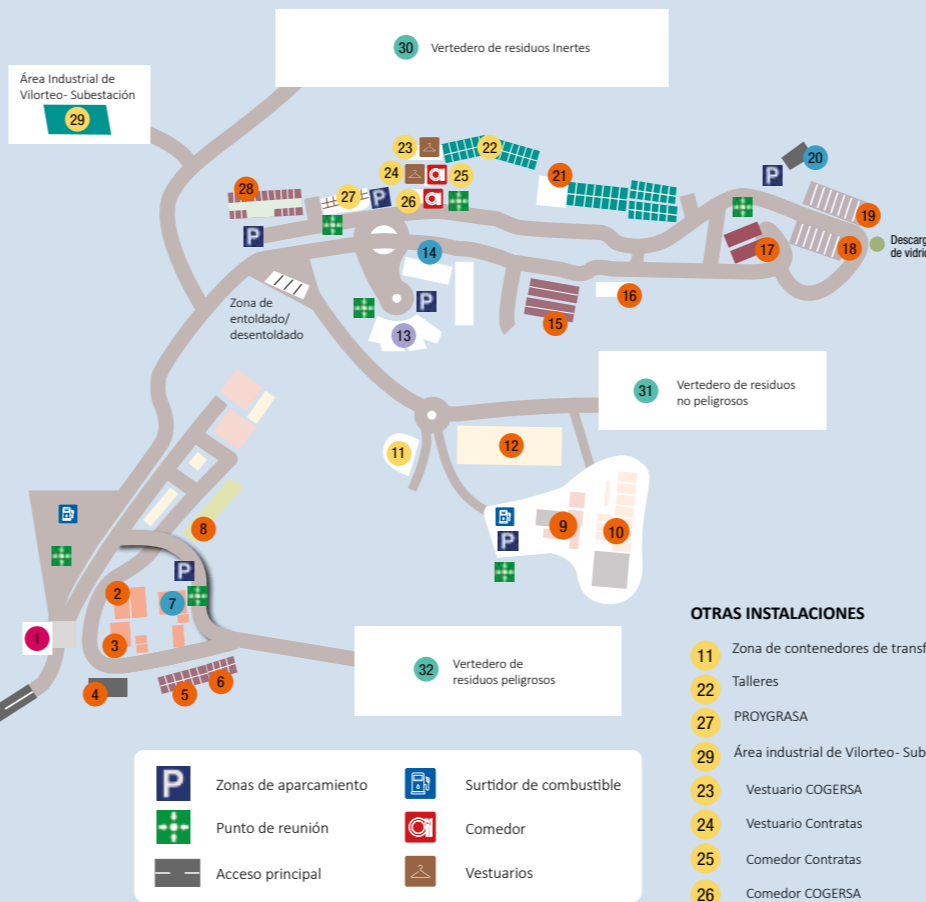 30 Vertedero de residuos Inertes
Área Industrial de
Vilorteo- Subestación
29
23
22
24
25
21
20
28
27
26
19
17
18
Descarg
de vidrio
14
16
15
Zona de
entoldado/
desentoldado
13
31 Vertedero de residuos
no peligrosos
11
12
8
9
10
2
7
1
3
32 Vertedero de
residuos peligrosos
4
5
6
P Zonas de aparcamiento
Surtidor de combustible
Punto de reunión
Comedor
Acceso principal
Vestuarios
OTRAS INSTALACIONES
11 Zona de contenedores de transf
22 Talleres
27 PROYGRASA
29 Área industrial de Vilorteo- Sub
23 Vestuario COGERSA
24 Vestuario Contratas
25 Comedor Contratas
26 Comedor COGERSA